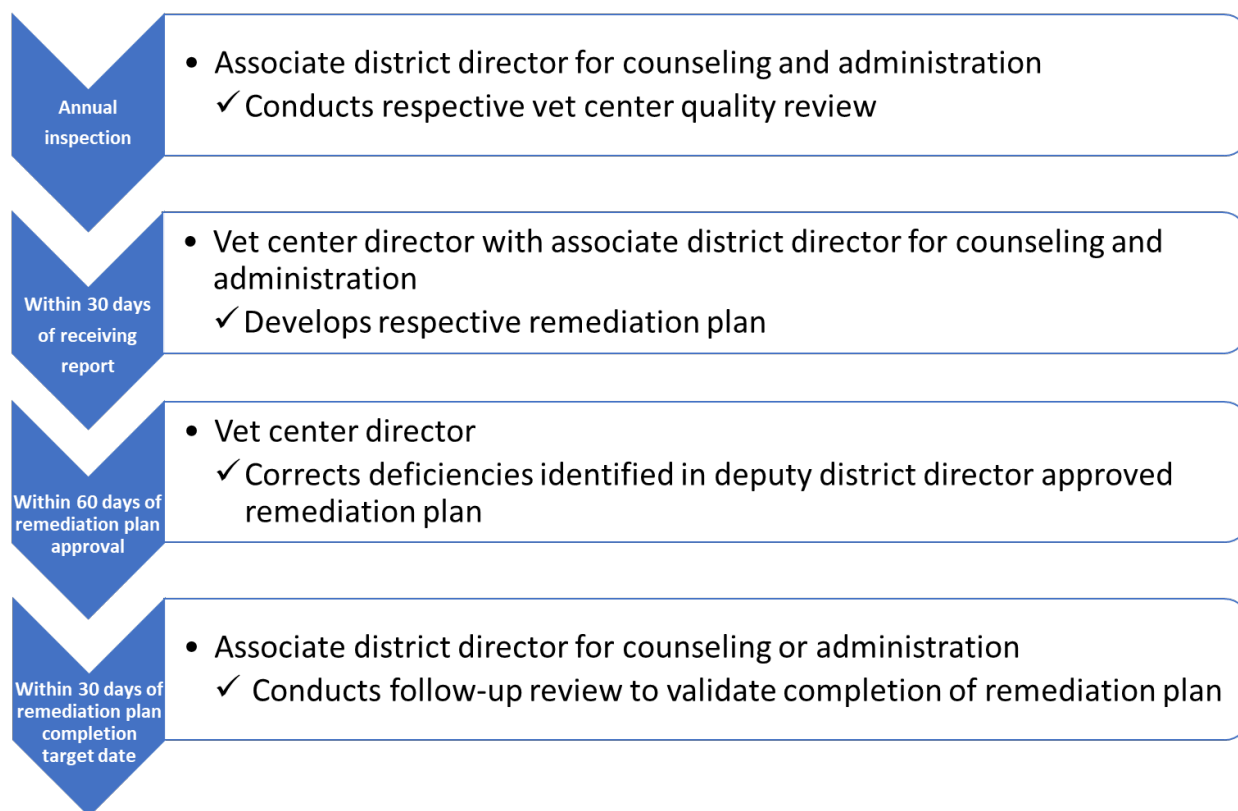 Annual
inspection
• Associate district director for counseling and administration
✓ Conducts respective vet center quality review
Within 30 days
of receiving
report
• Vet center director with associate district director for counseling and
administration
✓ Develops respective remediation plan
Within 60 days of
remediation plan
approval
• Vet center director
✓ Corrects deficiencies identified in deputy district director approved
remediation plan
Within 30 days of
remediation plan
completion
target date
• Associate district director for counseling or administration
✓ Conducts follow-up review to validate completion of remediation plan